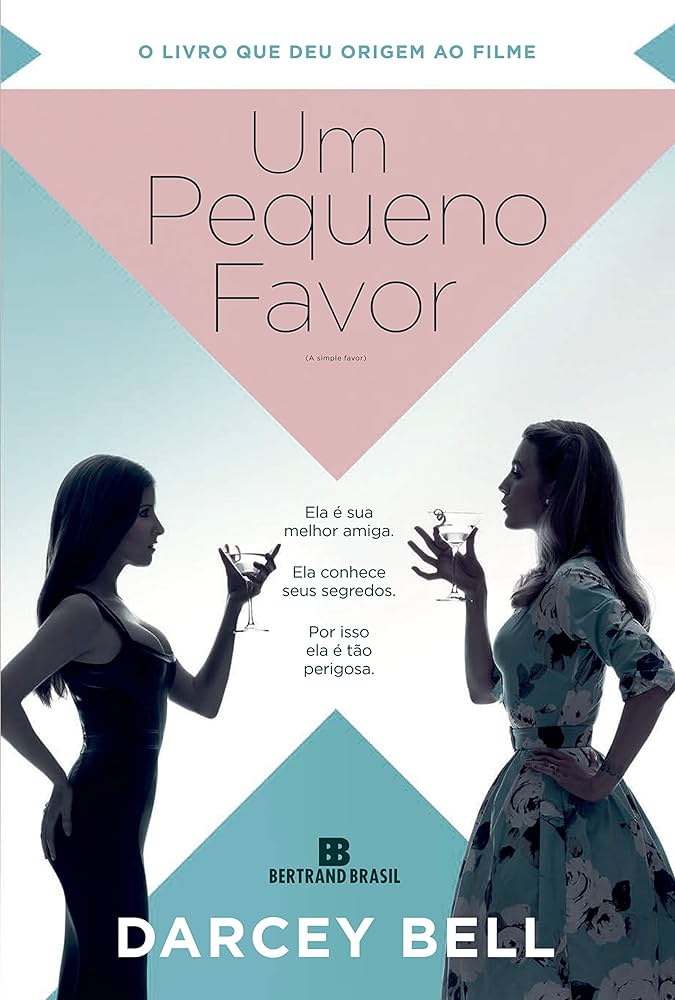 O LIVRO QUE DEU ORIGEM AO FILME
Um
Pequeno
Favor
(A simple favor)
Ela é sua
melhor amiga.
Ela conhece
seus segredos.
Por isso
ela é tão
perigosa.
BB
BERTRAND BRASIL
DARCEY BELL